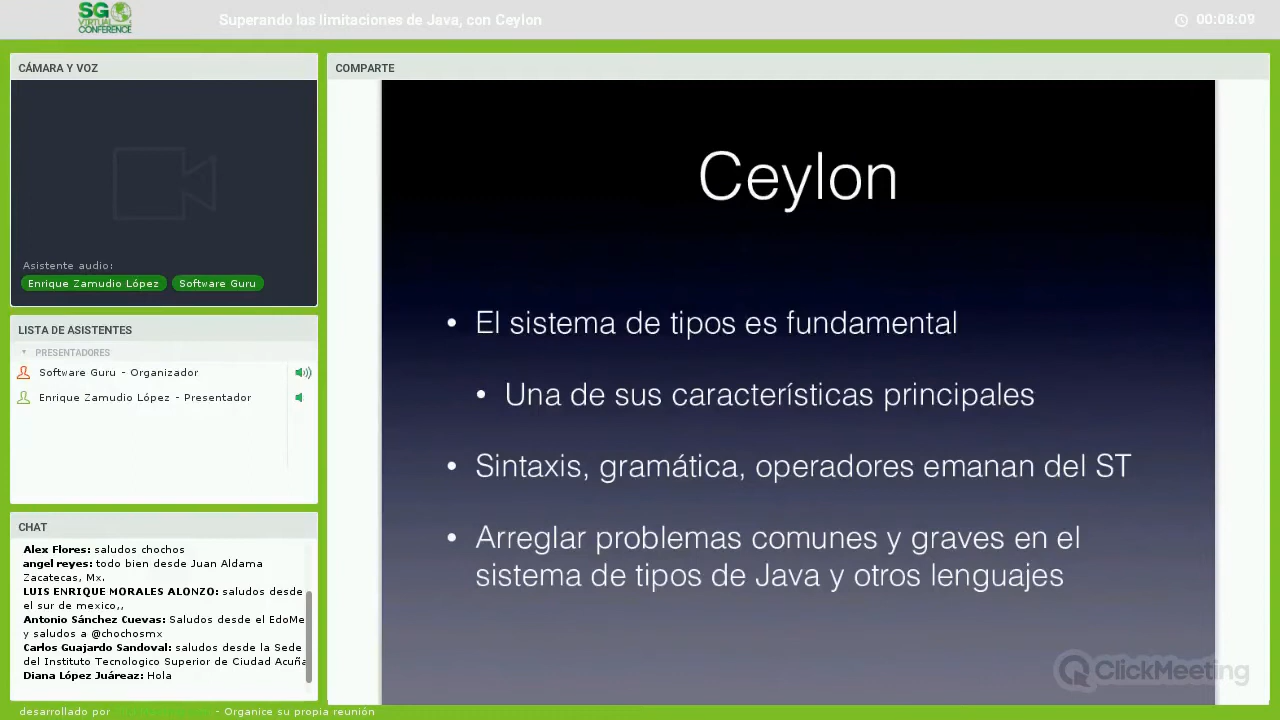 SG
VIRTUAL
CONFERENCE
Superando las limitaciones de Java, con Ceylon
00:08:09
CÁMARA Y VOZ
Asistente audio:
Enrique Zamudio López
Software Guru
LISTA DE ASISTENTES
PRESENTADORES
Software Guru - Organizador
Enrique Zamudio López - Presentador
CHAT
Alex Flores: saludos chochos
angel reyes: todo bien desde Juan Aldama
Zacatecas, Mx.
LUIS ENRIQUE MORALES ALONZO: saludos desde
el sur de mexico,,
Antonio Sánchez Cuevas: Saludos desde el EdoMe
y saludos a @chochosmx
Carlos Guajardo Sandoval: saludos desde la Sede
del Instituto Tecnologico Superior de Ciudad Acuña
Diana López Juáreaz: Hola
desarrollado por
- Organice su propia reunión
COMPARTE
Ceylon
• El sistema de tipos es fundamental
• Una de sus características principales
• Sintaxis, gramática, operadores emanan del ST
• Arreglar problemas comunes y graves en el
sistema de tipos de Java y otros lenguajes
ClickMeeting